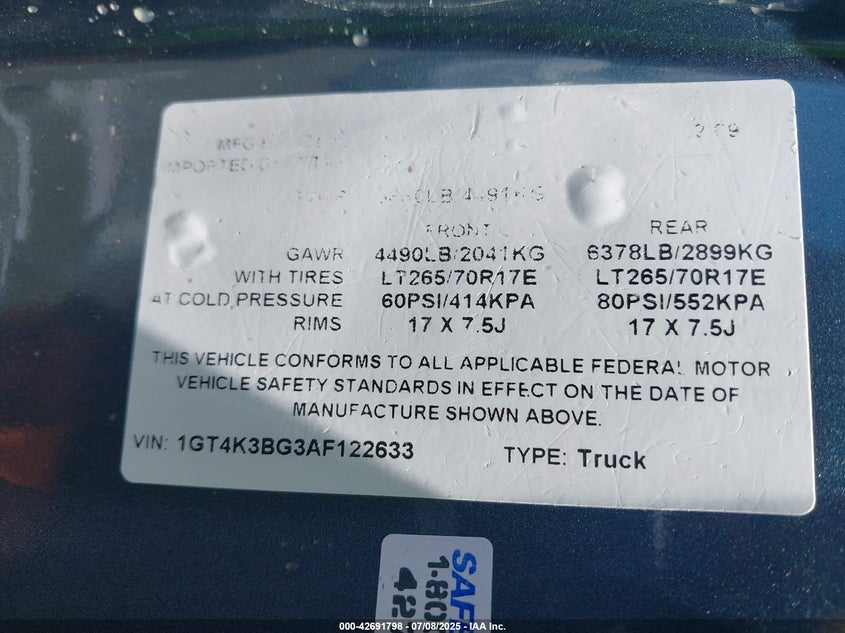 FRONT REAR
GAWR 4490LB/2041KG 6378LB/2899KG
WITH TIRES LT265/70R17E LT265/70R17E
AT COLD PRESSURE 60PSI/414KPA 80PSI/552KPA
RIMS 17 X 7.5J 17 X 7.5J
THIS VEHICLE CONFORMS TO ALL APPLICABLE FEDERAL MOTOR
VEHICLE SAFETY STANDARDS IN EFFECT ON THE DATE OF
MANUFACTURE SHOWN ABOVE.
VIN: 1GT4K3BG3AF122633 TYPE: Truck
000-42691798 - 07/08/2025 - IAA Inc.